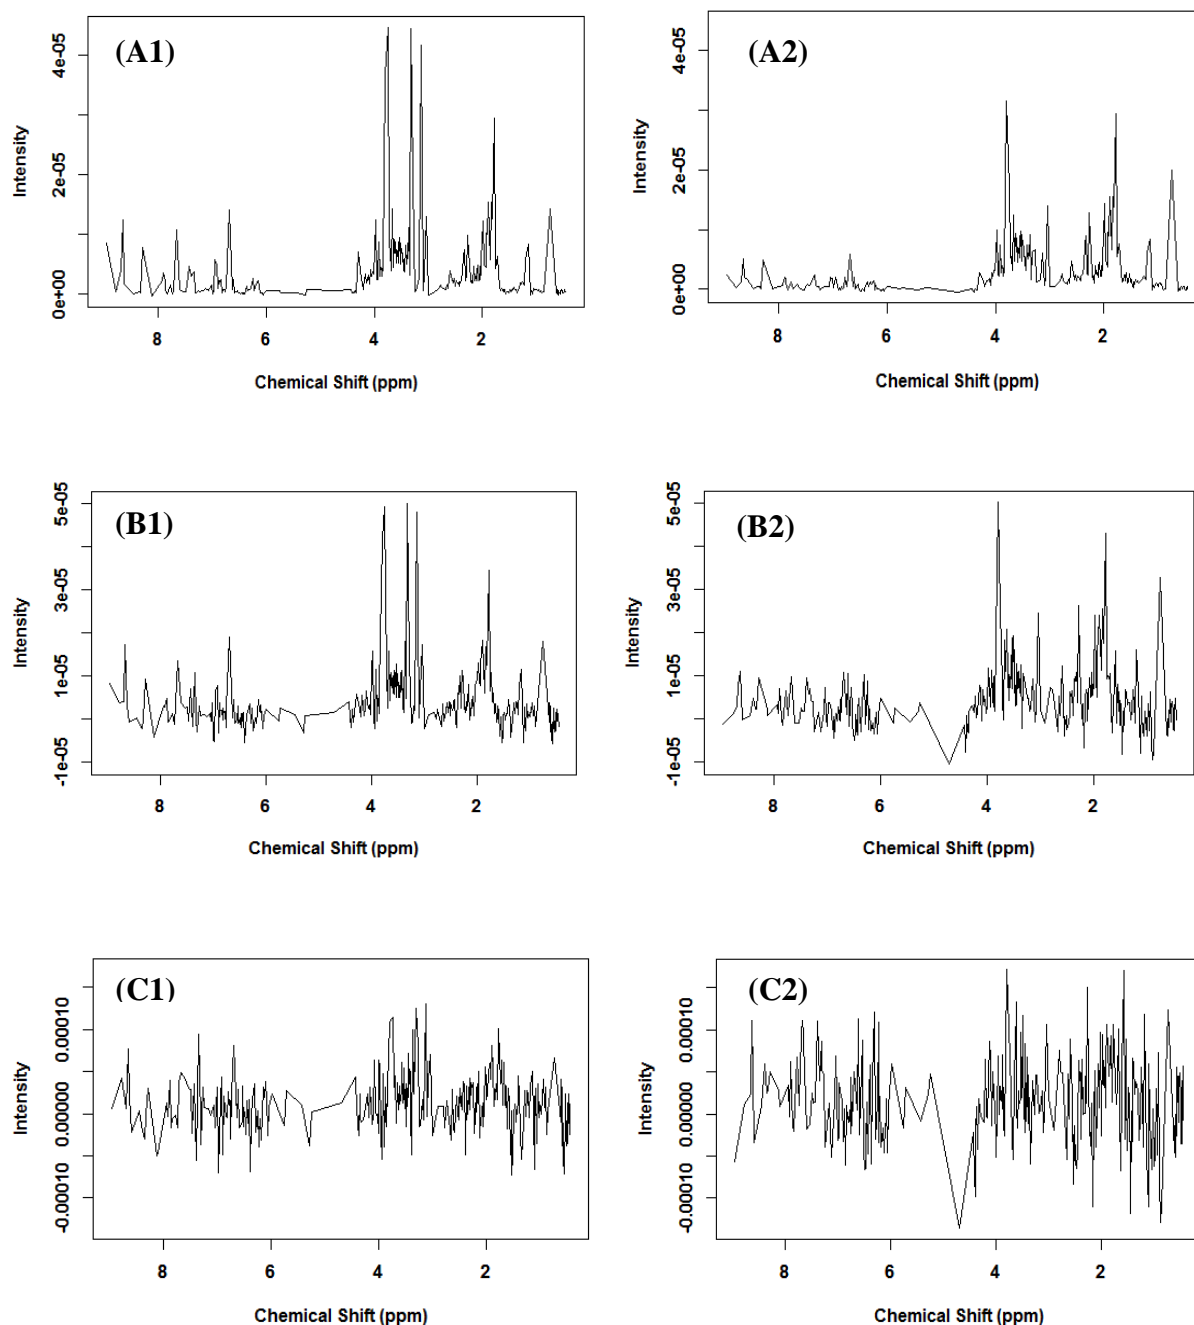 (A1)
Intensity
0e+00 2e-05 4e-05
8 6 4 2
Chemical Shift (ppm)
(A2)
Intensity
0e+00 2e-05 4e-05
8 6 4 2
Chemical Shift (ppm)
(B1)
Intensity
-1e-05 1e-05 3e-05 5e-05
8 6 4 2
Chemical Shift (ppm)
(B2)
Intensity
-1e-05 1e-05 3e-05 5e-05
8 6 4 2
Chemical Shift (ppm)
(C1)
Intensity
-0.00010 0.00000 0.00010
8 6 4 2
Chemical Shift (ppm)
(C2)
Intensity
-0.00010 0.00000 0.00010
8 6 4 2
Chemical Shift (ppm)